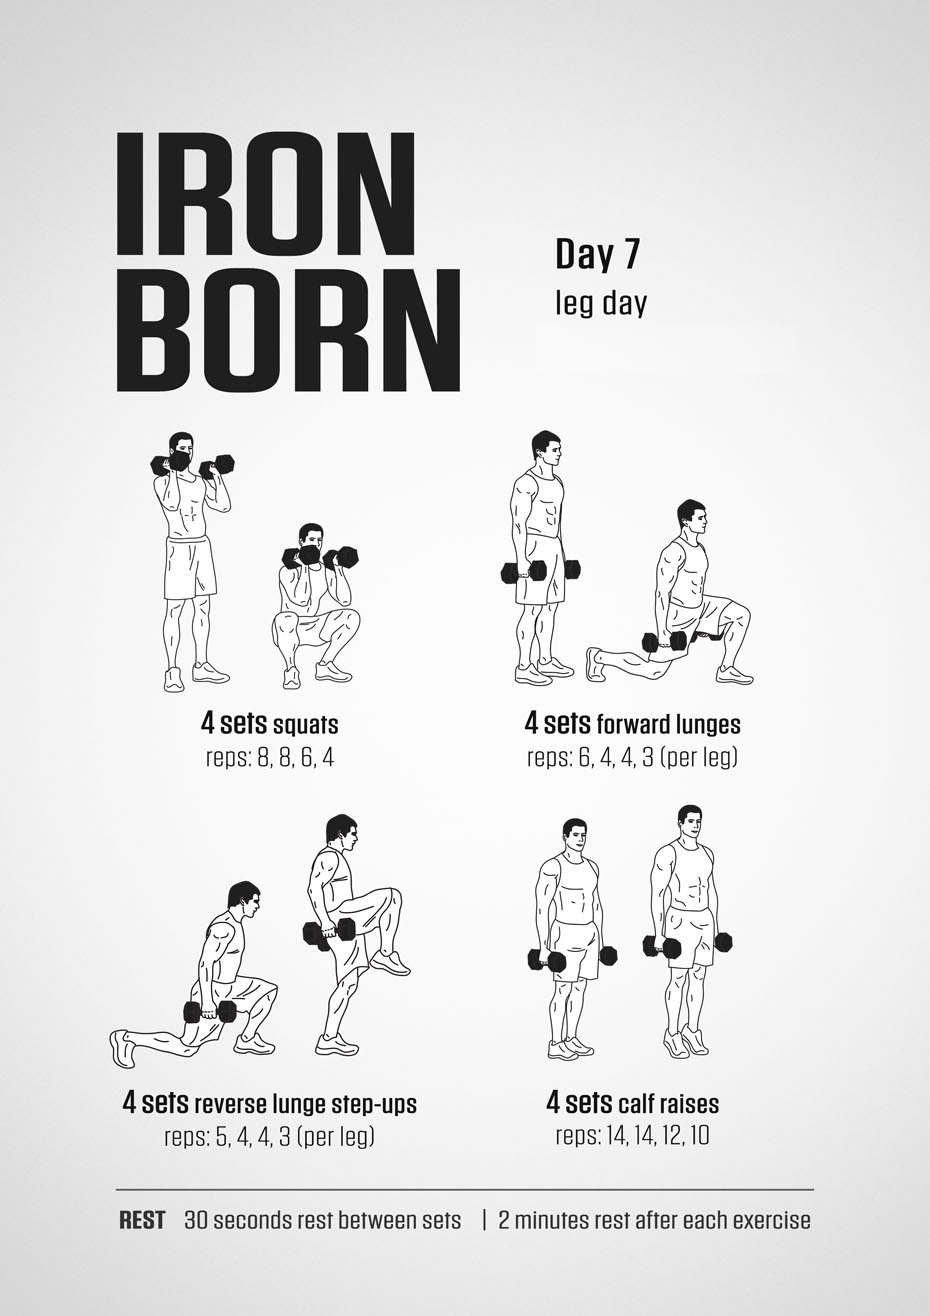 IRON
BORN
Day 7
leg day
4 sets squats
reps: 8, 8, 6, 4
4 sets forward lunges
reps: 6, 4, 4, 3 (per leg)
4 sets reverse lunge step-ups
reps: 5, 4, 4, 3 (per leg)
4 sets calf raises
reps: 14, 14, 12, 10
REST 30 seconds rest between sets | 2 minutes rest after each exercise